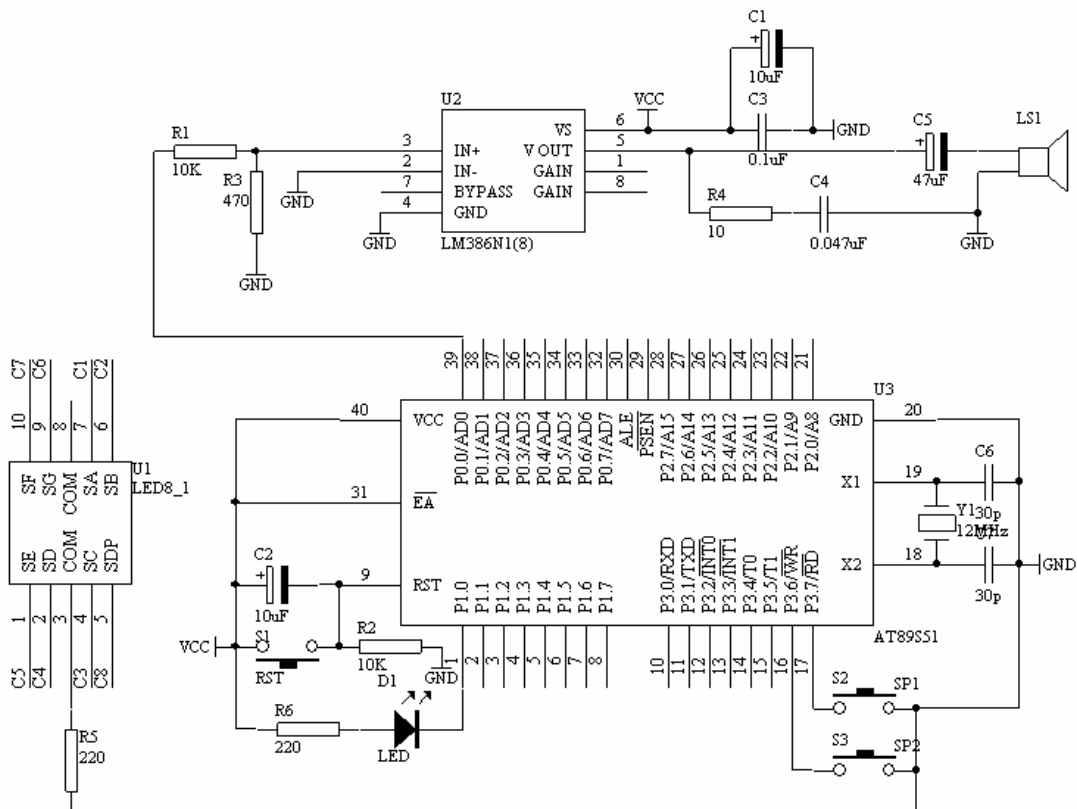 C1
10uF
U2
VCC
C3
0.1uF
GND
C5
47uF
LS1
R1
10K
R3
470
GND
3
2
7
4
IN+
IN-
BYPASS
GND
VS
V OUT
GAIN
GAIN
6
5
1
8
LM386N1(8)
GND
GND
R4
10
C4
0.047uF
GND
C7
C6
C1
C2
10
9
8
7
6
U1
LED8_1
SF
SG
COM
SA
SB
SE
SD
COM
SC
SDP
1
2
3
4
5
C5
C4
C3
C8
R5
220
39
38
37
36
35
34
33
32
30
29
28
27
26
25
24
23
22
21
U3
40
VCC
P0.0/AD0
P0.1/AD1
P0.2/AD2
P0.3/AD3
P0.4/AD4
P0.5/AD5
P0.6/AD6
P0.7/AD7
ALE
PSEN
P2.7/A15
P2.6/A14
P2.5/A13
P2.4/A12
P2.3/A11
P2.2/A10
P2.1/A9
P2.0/A8
GND
20
31
EA
X1
19
C6
30p
Y1
12MHz
X2
18
30p
GND
9
RST
P1.0
P1.1
P1.2
P1.3
P1.4
P1.5
P1.6
P1.7
P3.0/RXD
P3.1/TXD
P3.2/INT0
P3.3/INT1
P3.4/T0
P3.5/T1
P3.6/WR
P3.7/RD
AT89S51
C2
10uF
VCC
S1
RST
R2
10K
GND
D1
LED
R6
220
1
2
3
4
5
6
7
8
10
11
12
13
14
15
16
17
S2
SP1
S3
SP2